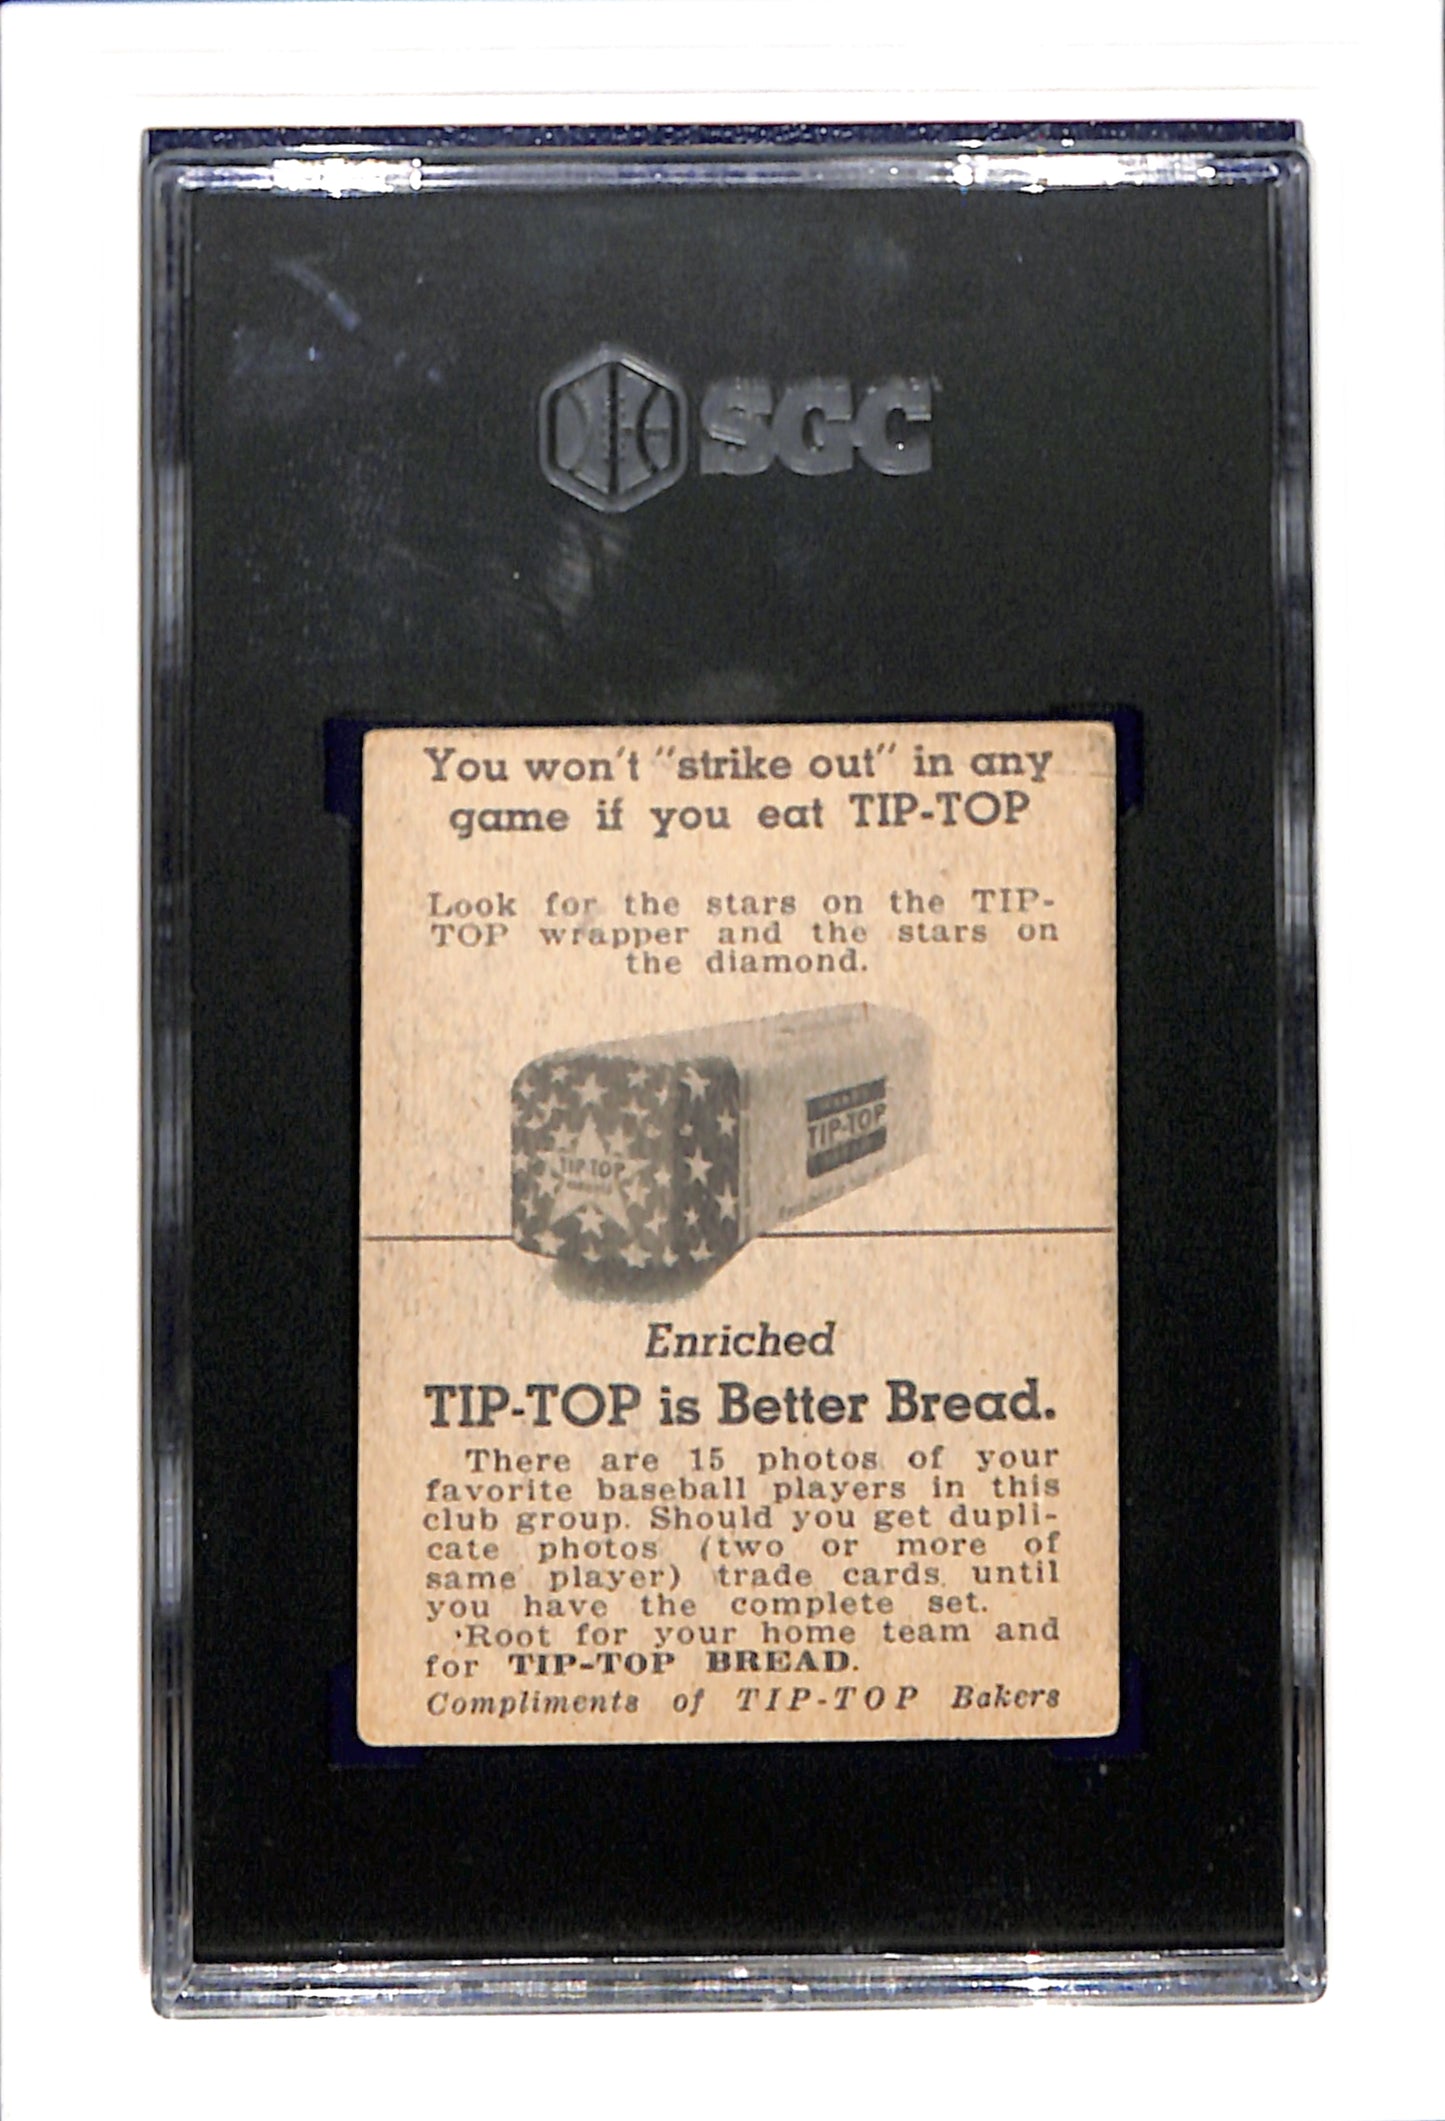 SGC
You won't "strike out" in any
game if you eat TIP-TOP
Look for the stars on the TIP-
TOP wrapper and the stars on
the diamond.
TIP-TOP
TIP-TOP
Enriched
TIP-TOP is Better Bread.
There are 15 photos of your
favorite baseball players in this
club group. Should you get dupli-
cate photos (two or more of
same player) trade cards until
you have the complete set.
Root for your home team and
for TIP-TOP BREAD.
Compliments of TIP-TOP Bakers